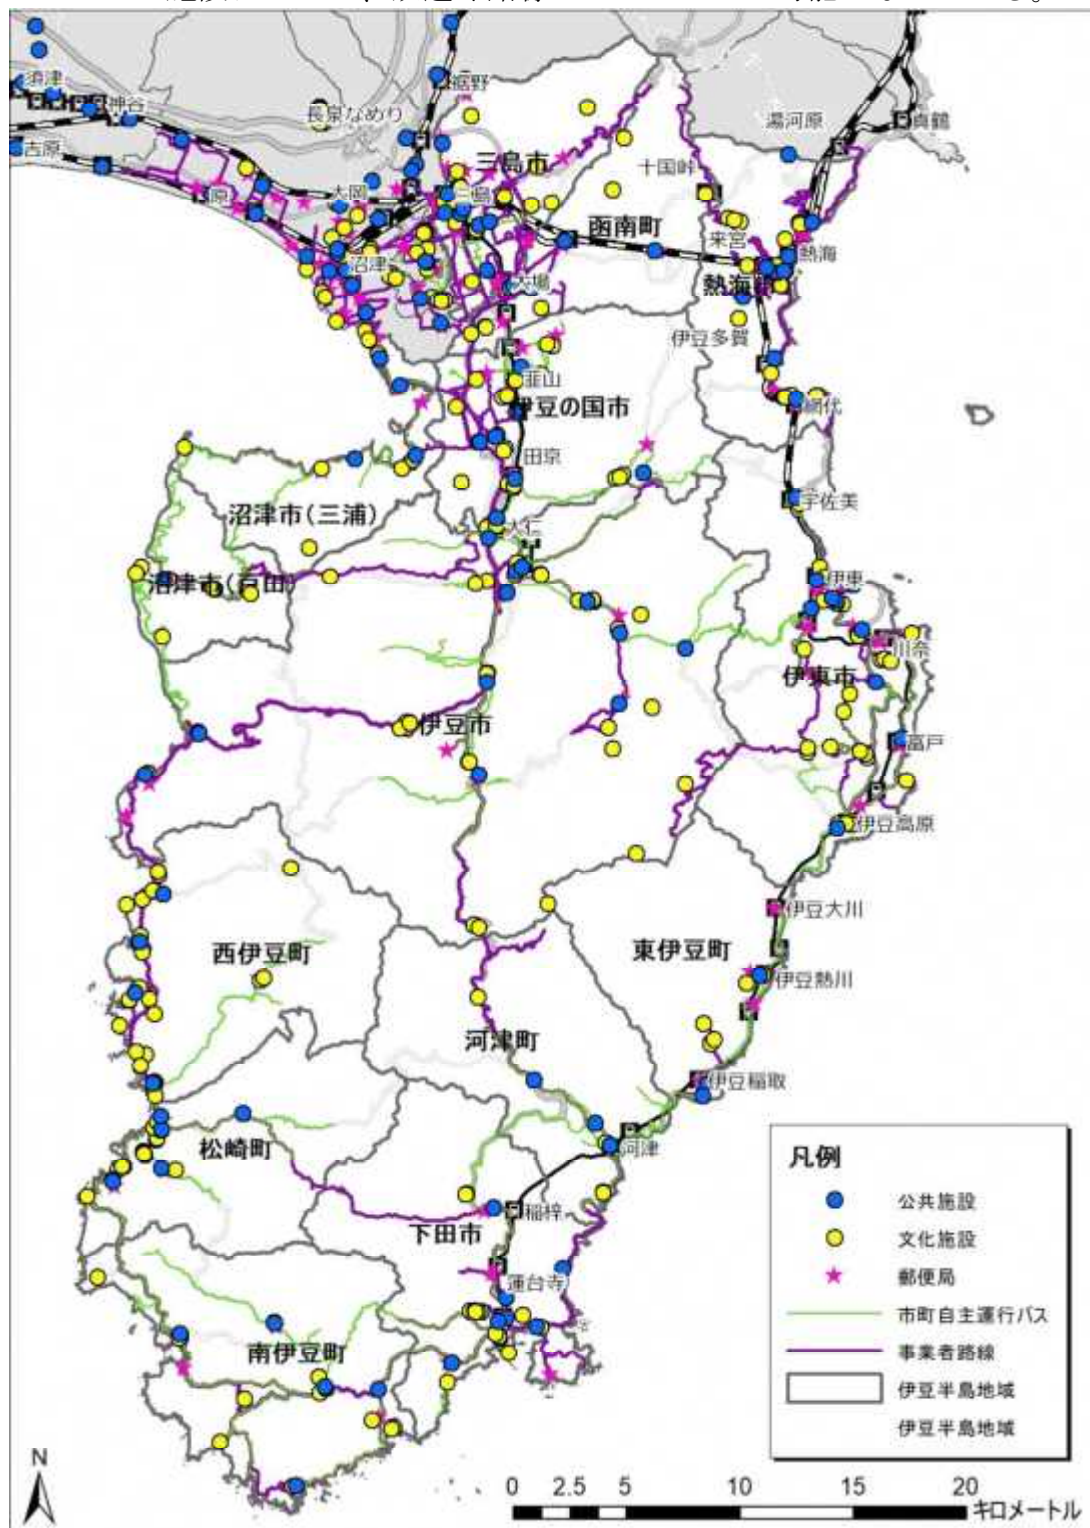 須津
神谷
吉原
原
長泉なめり
裾野
大岡
三島市
三島
沼津
大場
函南町
十国峠
湯河原
真鶴
来宮
熱海
熱海市
伊豆多賀
網代
韮山
伊豆の国市
田京
沼津市(三浦)
大仁
宇佐美
沼津市(戸田)
伊東
川奈
伊東市
伊豆市
富戸
伊豆高原
伊豆大川
西伊豆町
東伊豆町
伊豆熱川
河津町
伊豆稲取
松崎町
河津
稲梓
下田市
蓮台寺
南伊豆町
凡例
公共施設
文化施設
郵便局
市町自主運行バス
事業者路線
伊豆半島地域
伊豆半島地域
N
0 2.5 5 10 15 20
キロメートル